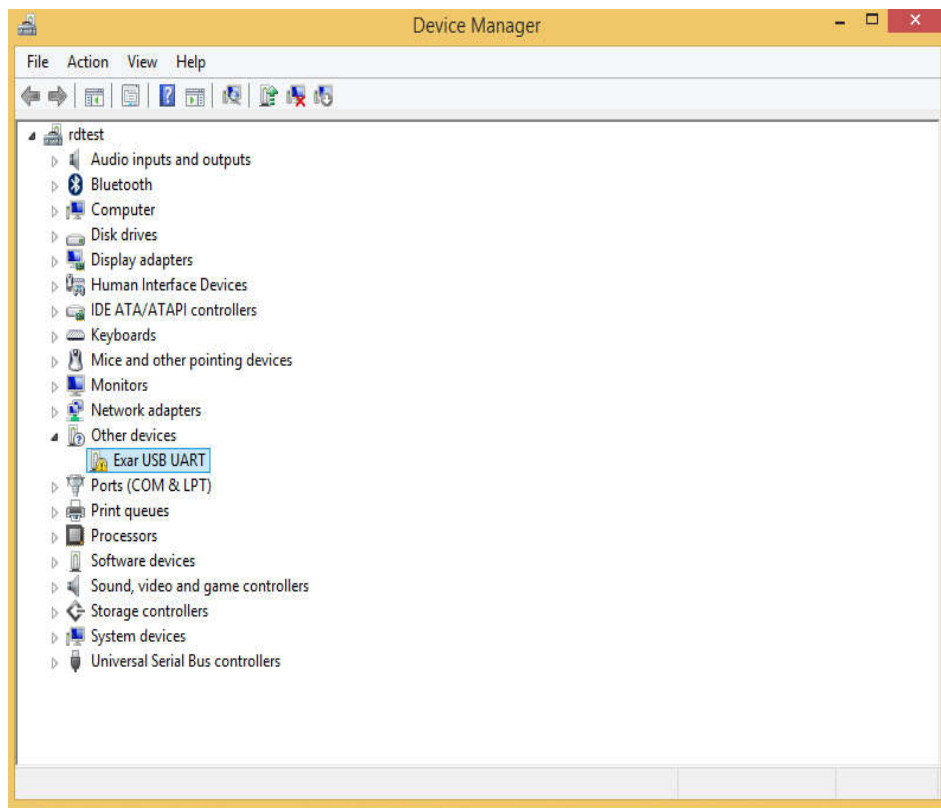 Device Manager
File Action View Help
rdtest
Audio inputs and outputs
Bluetooth
Computer
Disk drives
Display adapters
Human Interface Devices
IDE ATA/ATAPI controllers
Keyboards
Mice and other pointing devices
Monitors
Network adapters
Other devices
Exar USB UART
Ports (COM & LPT)
Print queues
Processors
Software devices
Sound, video and game controllers
Storage controllers
System devices
Universal Serial Bus controllers